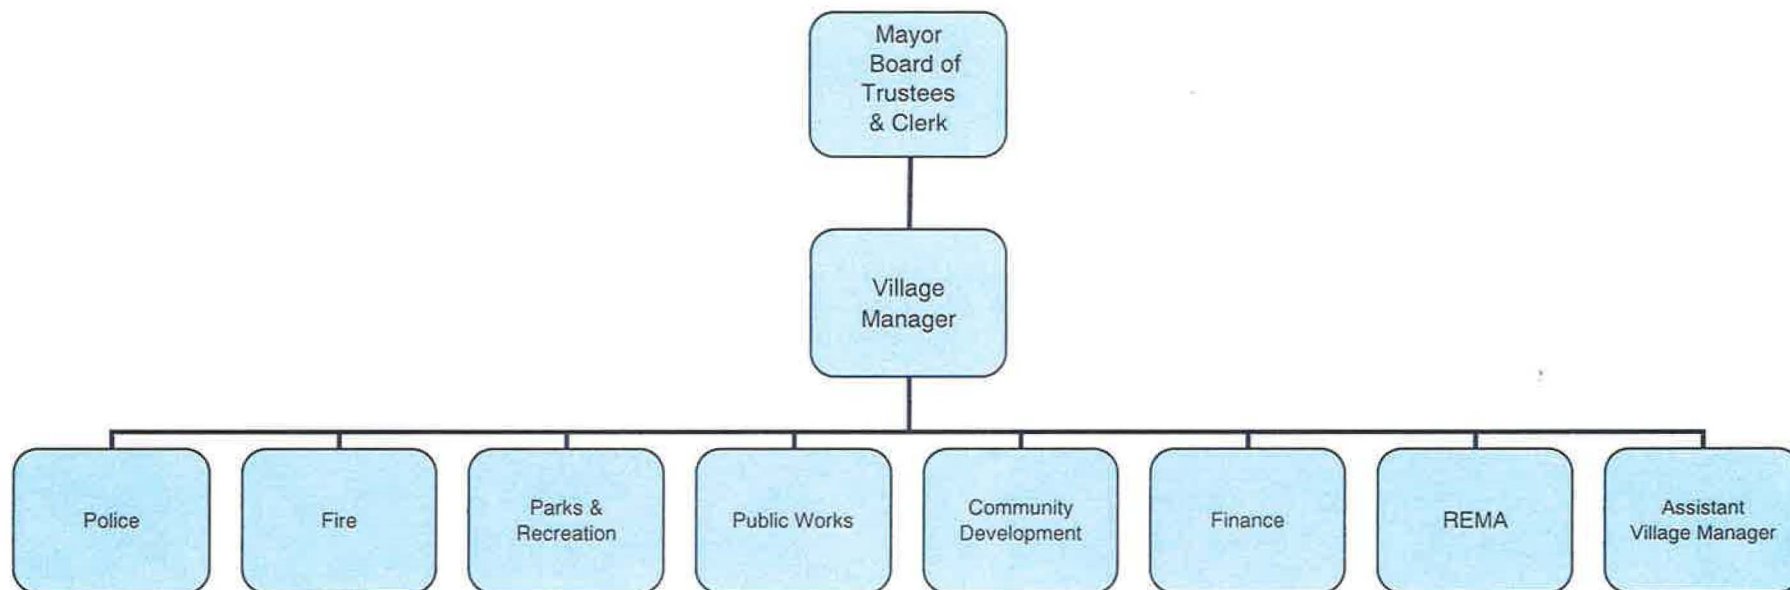 Mayor
Board of
Trustees
& Clerk
Village
Manager
Police
Fire
Parks &
Recreation
Public Works
Community
Development
Finance
REMA
Assistant
Village Manager